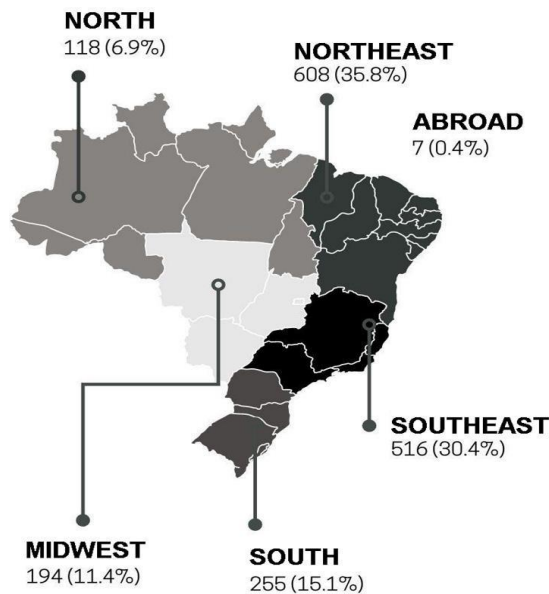 NORTH
118 (6.9%)
NORTHEAST
608 (35.8%)
ABROAD
7 (0.4%)
SOUTHEAST
516 (30.4%)
MIDWEST
194 (11.4%)
SOUTH
255 (15.1%)